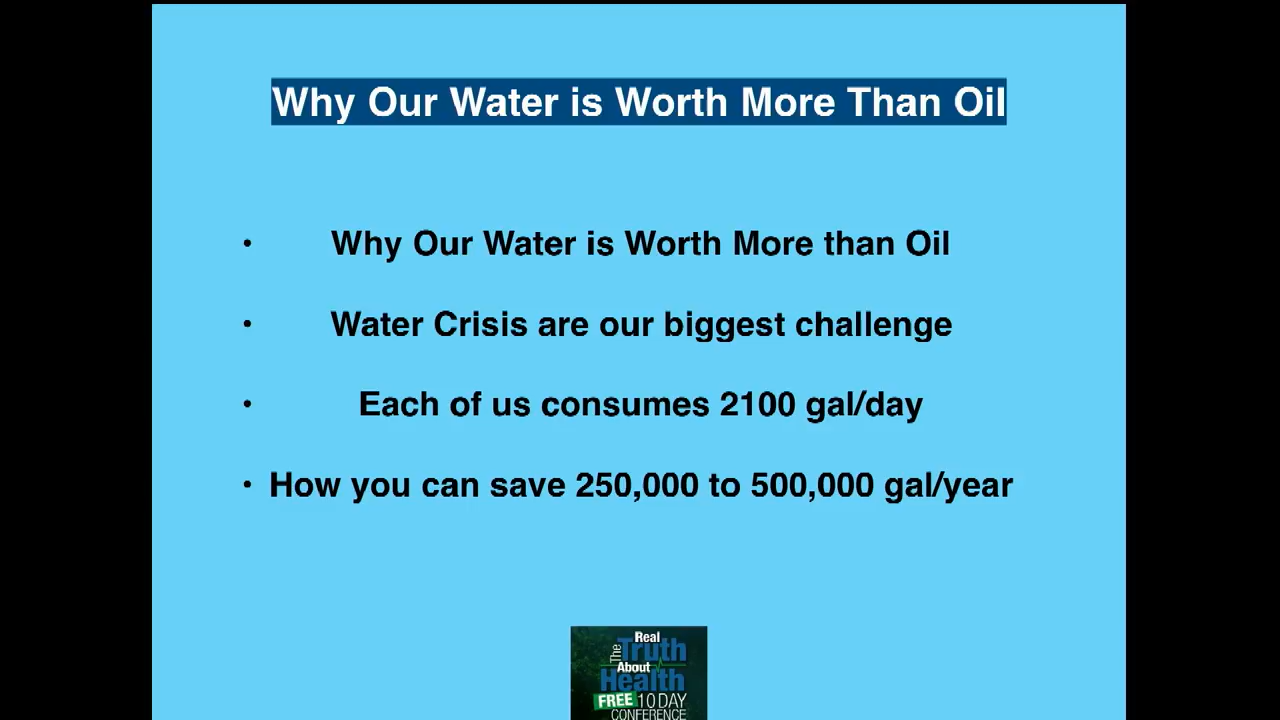 Why Our Water is Worth More Than Oil
• Why Our Water is Worth More than Oil
• Water Crisis are our biggest challenge
• Each of us consumes 2100 gal/day
• How you can save 250,000 to 500,000 gal/year
Real
The Truth
About
Health
FREE 10 DAY
CONFERENCE